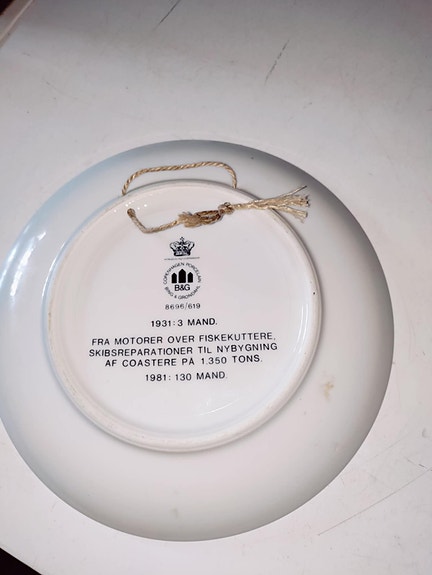 COPENHAGEN PORCELAIN
B&G
BING & GRØNDAHL
8696/619
1931: 3 MAND.
FRA MOTORER OVER FISKEKUTTERE,
SKIBSREPARATIONER TIL NYBYGNING
AF COASTERE PÅ 1.350 TONS.
1981: 130 MAND.